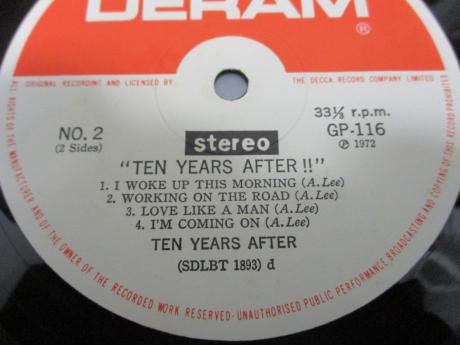 DERAM
®
ORIGINAL RECORDING AND LICENSED BY THE DECCA RECORD COMPANY LIMITED
ALL RIGHTS OF THE MANUFACTURER AND OF THE OWNER OF THE RECORDED WORK RESERVED·UNAUTHORISED PUBLIC PERFORMANCE BROADCASTING AND COPYING OF THIS RECORD PROHIBITED
NO. 2
(2 Sides)
stereo
33⅓ r.p.m.
GP-116
℗ 1972
"TEN YEARS AFTER!!"
1. I WOKE UP THIS MORNING (A.Lee)
2. WORKING ON THE ROAD (A.Lee)
3. LOVE LIKE A MAN (A.Lee)
4. I'M COMING ON (A.Lee)
TEN YEARS AFTER
(SDLBT 1893) d